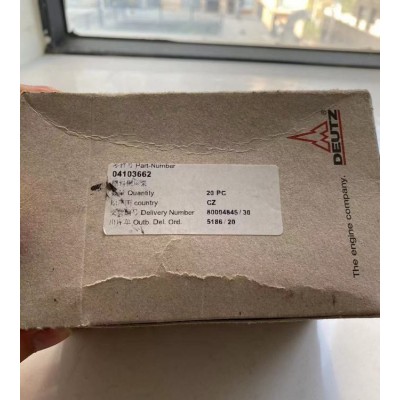 DEUTZ
The engine company.
Part-Number
04103662
Quantity 20 PC
country CZ
Delivery Number 80004845 / 30
Outb. Del. Ont. 5186 / 20